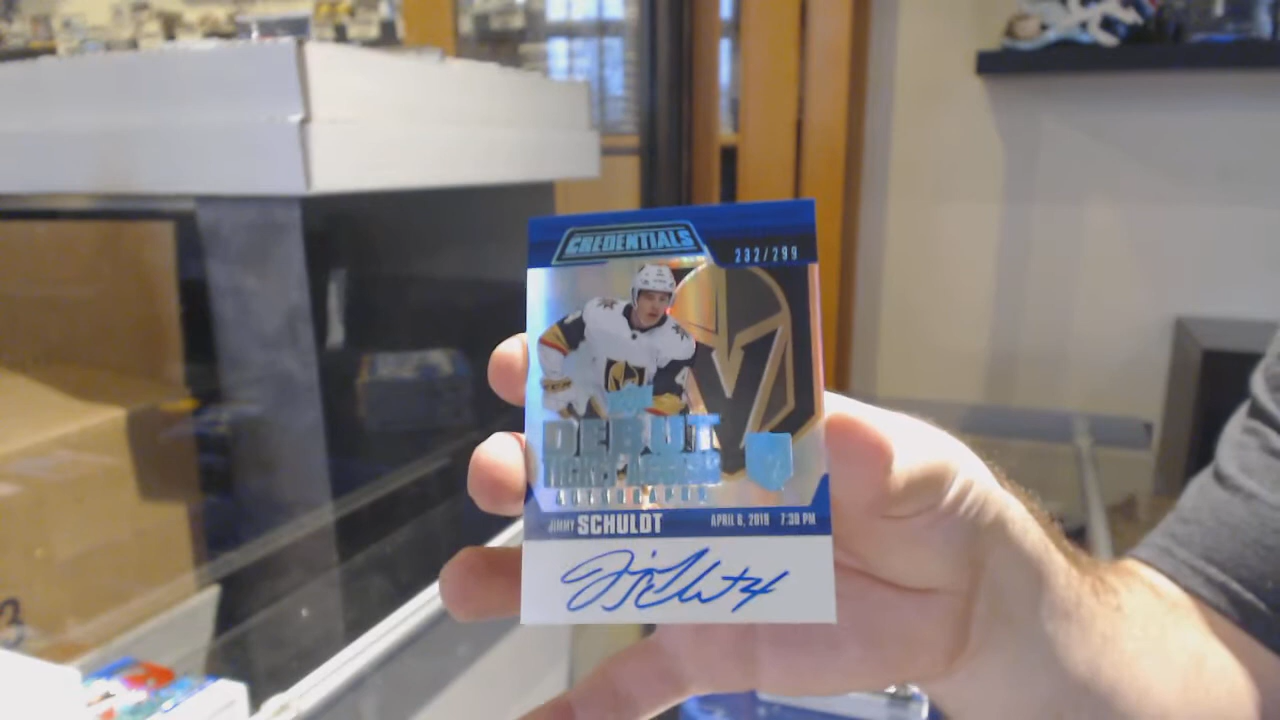 CREDENTIALS
232/299
DEBUT
TICKET ACCESS
AUTOGRAPHS
JIMMY SCHULDT APRIL 6, 2019 7:30 PM